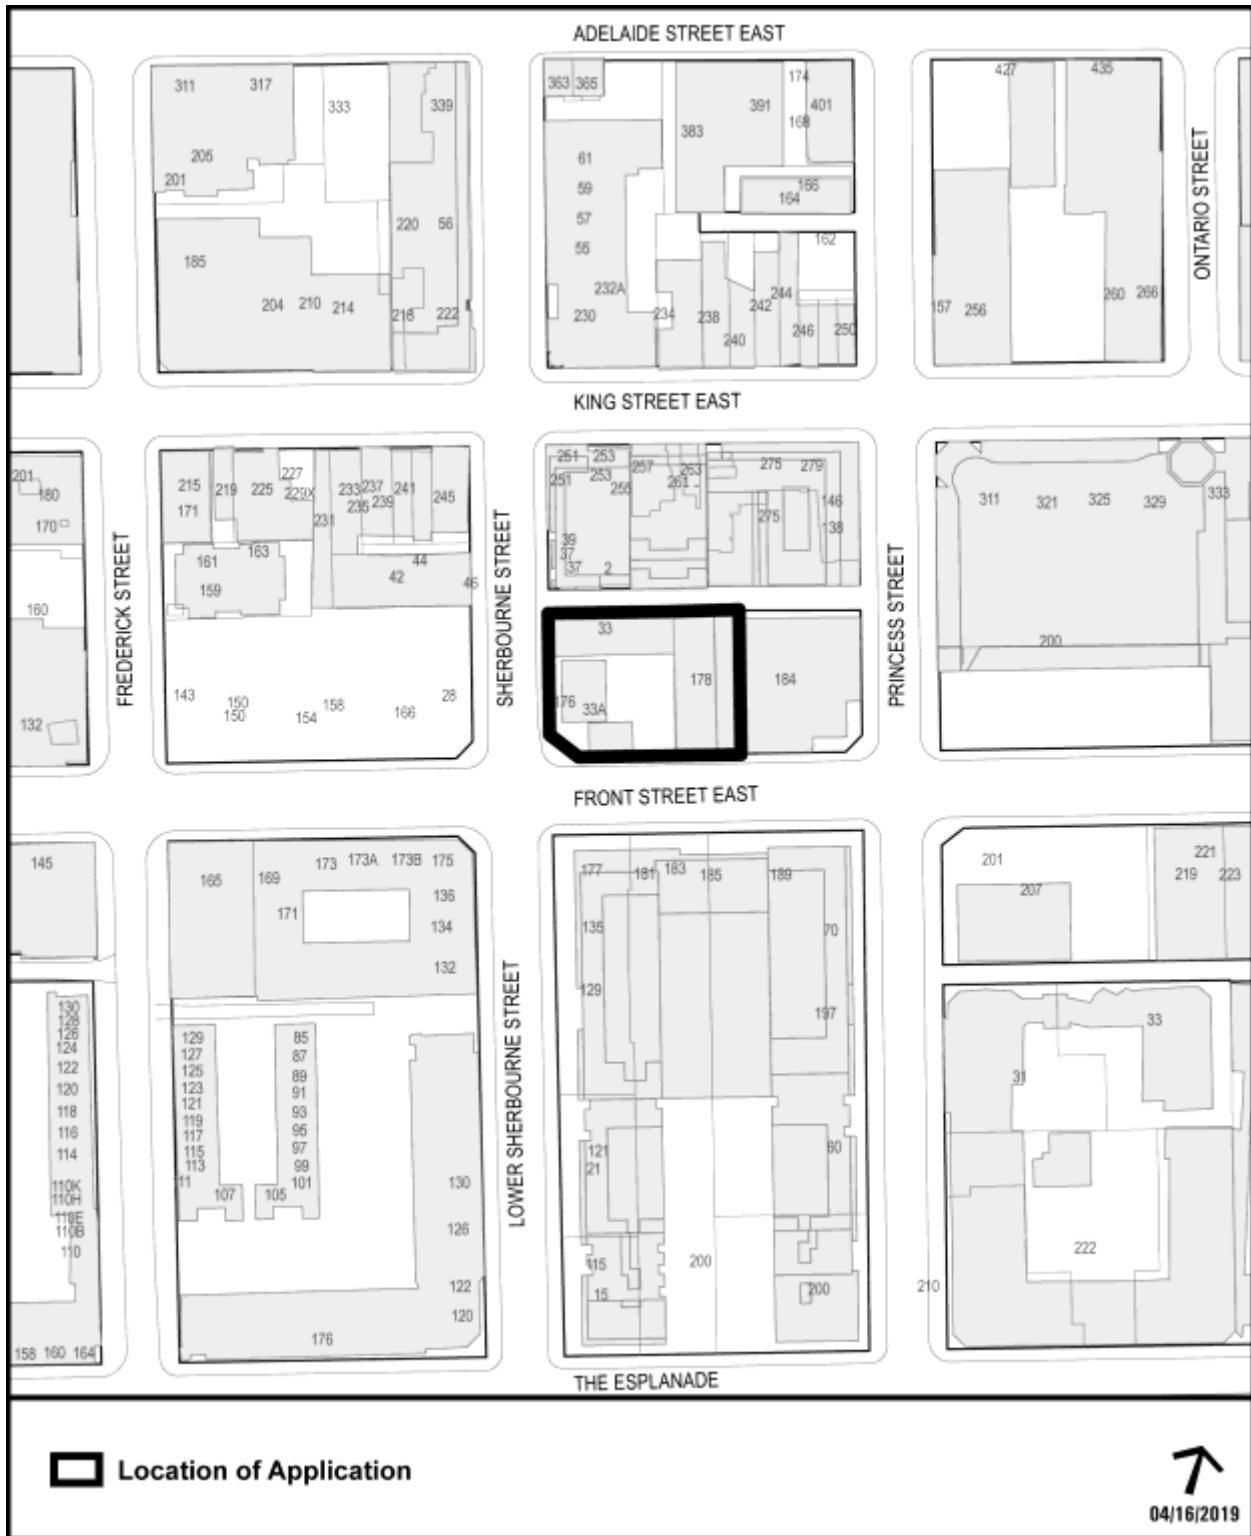 ADELAIDE STREET EAST
311 317 333 339
205
201
220 56
185
204 210 214 216 222
363 365 174
391 401
383 168
61
59
57
55
166
164
162
232A
230 234 238 242 244
240 246 250
427 435
157 256 260 266
ONTARIO STREET
KING STREET EAST
201
180
170
160
132
FREDERICK STREET
215 219 225 227 233 237 241 245
229X 239
171 231 235
161 163
159
44
42 46
143 150 158 28
150 154 166
SHERBOURNE STREET
251 253 257 263 275 279
251 253 261
255
275 146
138
39
37
37 2
33
176 33A 178 184
PRINCESS STREET
311 321 325 329 333
200
FRONT STREET EAST
145
165 169 173 173A 173B 175
171 136
134
132
177 181 183 185 189
135 70
129 197
201 207 219 221 223
LOWER SHERBOURNE STREET
130
128
126
124
122
120
118
116
114
110K
110H
110E
110B
110
158 160 164
129 85
127 87
125 89
123 91
121 93
119 95
117 97
115 99
113 101
11 107 105
130
126
122
120
176
121
21
60
115
15
200
200
33
31
222
210
THE ESPLANADE
Location of Application
04/16/2019